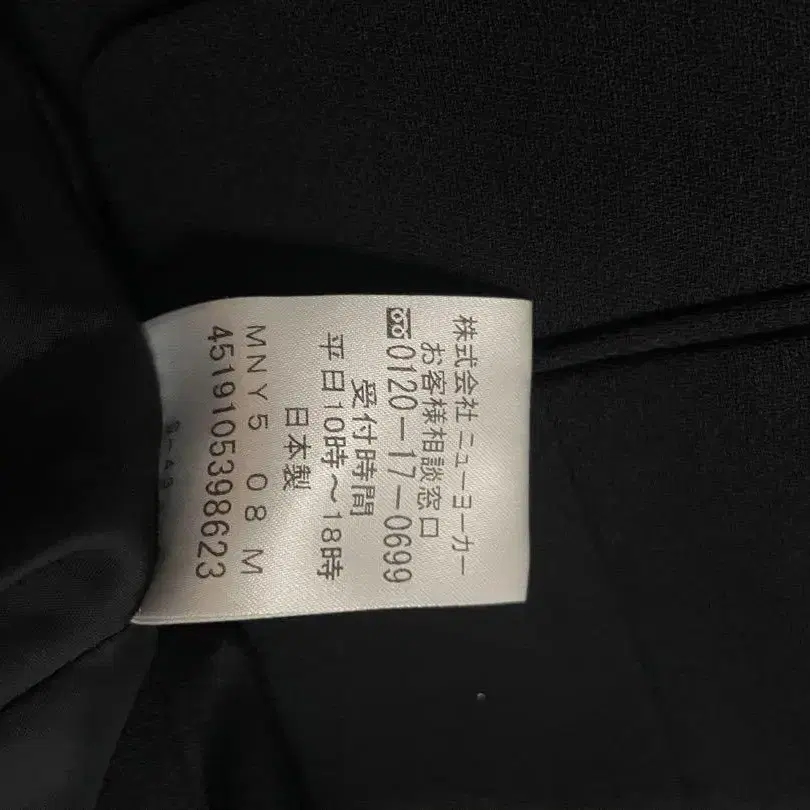 株式会社 ニューヨーカー
お客様相談窓口
0120-17-0699
受付時間
平日10時～18時
日本製
MNY5 08 M
4519105398623